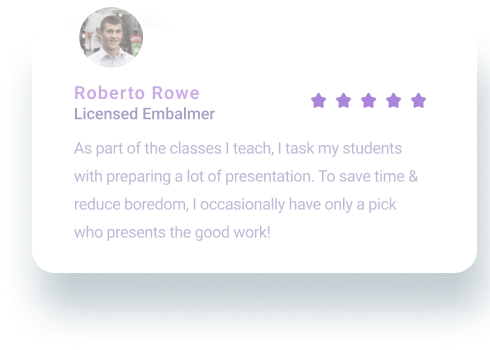 Roberto Rowe
Licensed Embalmer
As part of the classes I teach, I task my students
with preparing a lot of presentation. To save time &
reduce boredom, I occasionally have only a pick
who presents the good work!